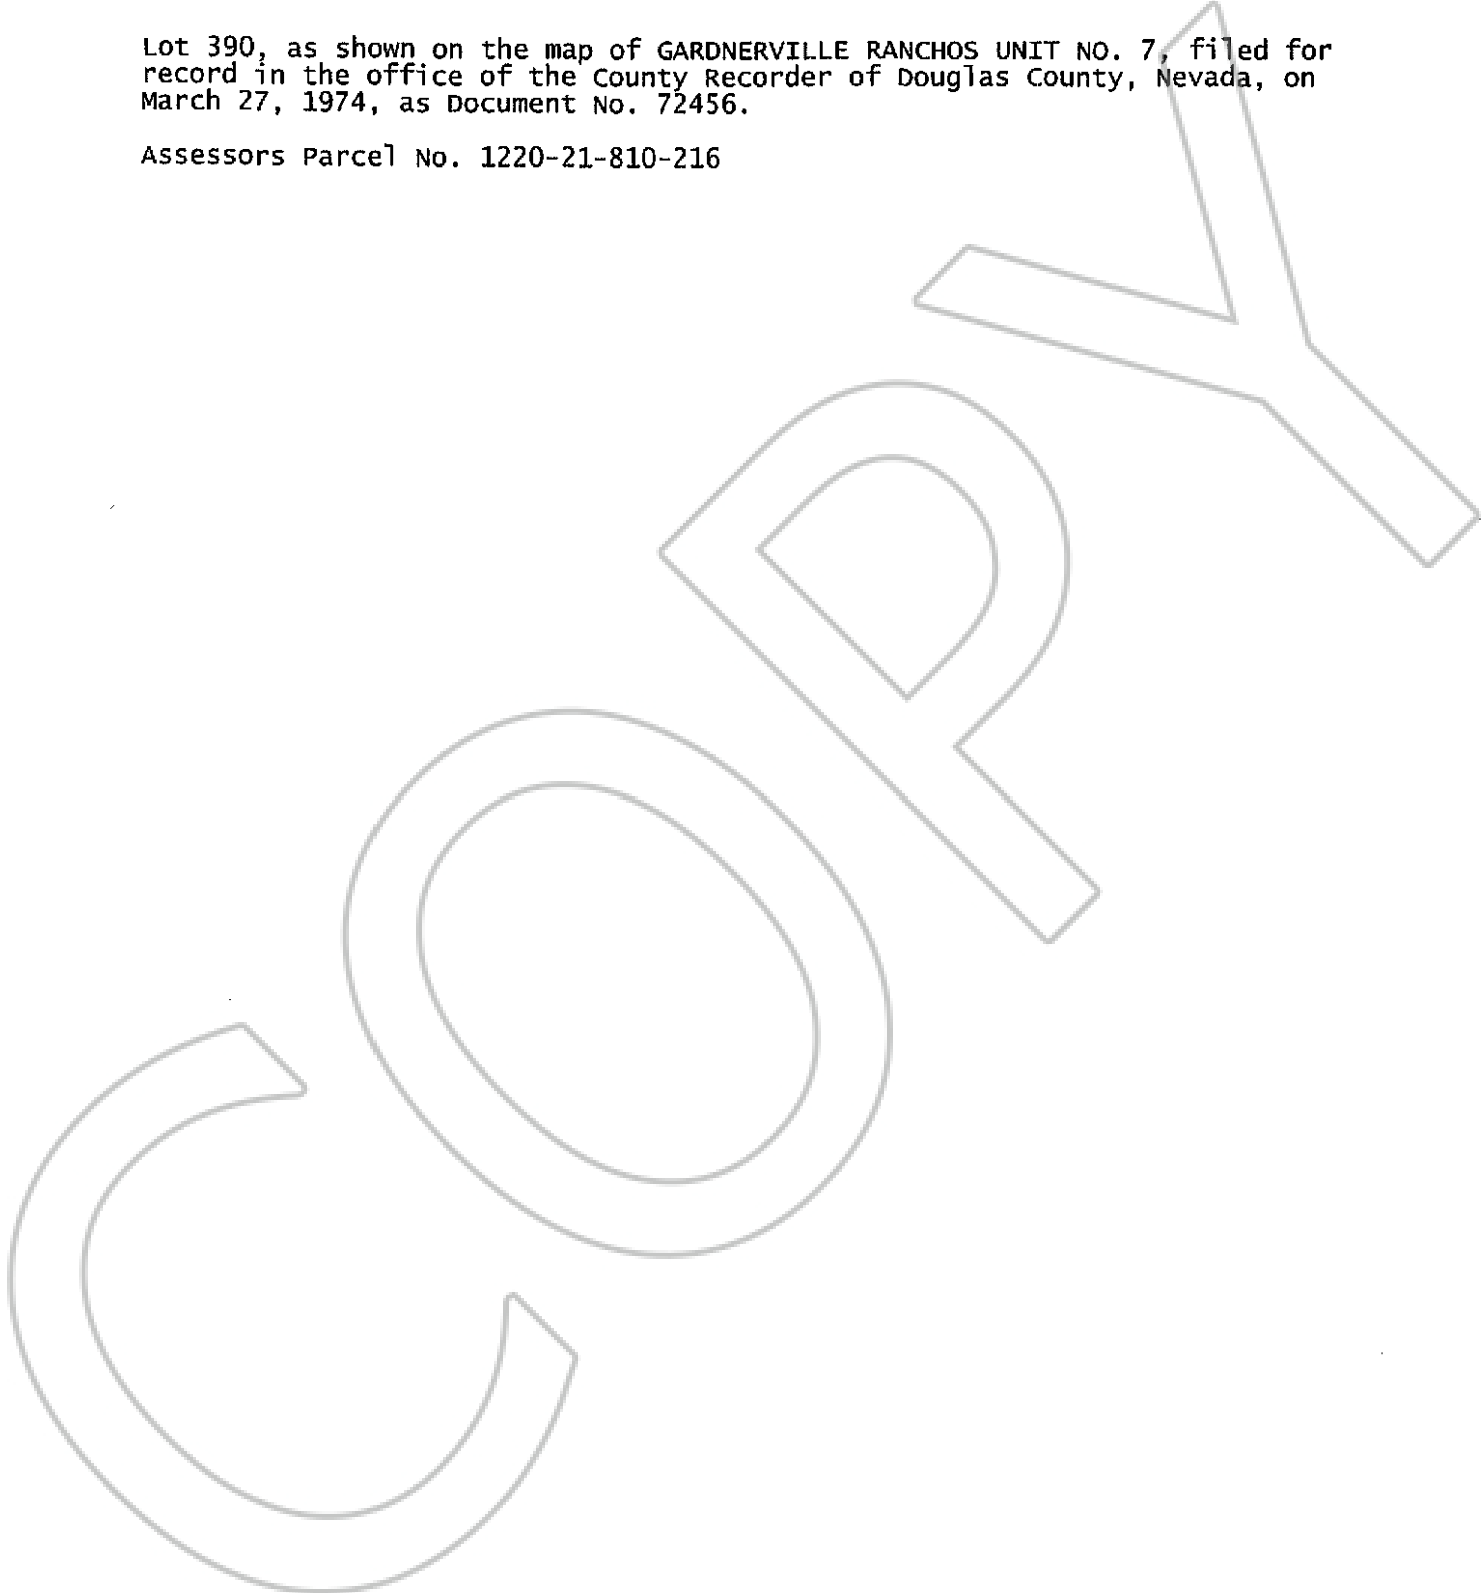 Lot 390, as shown on the map of GARDNERVILLE RANCHOS UNIT NO. 7, filed for
record in the office of the County Recorder of Douglas County, Nevada, on
March 27, 1974, as Document No. 72456.
Assessors Parcel No. 1220-21-810-216
COPY